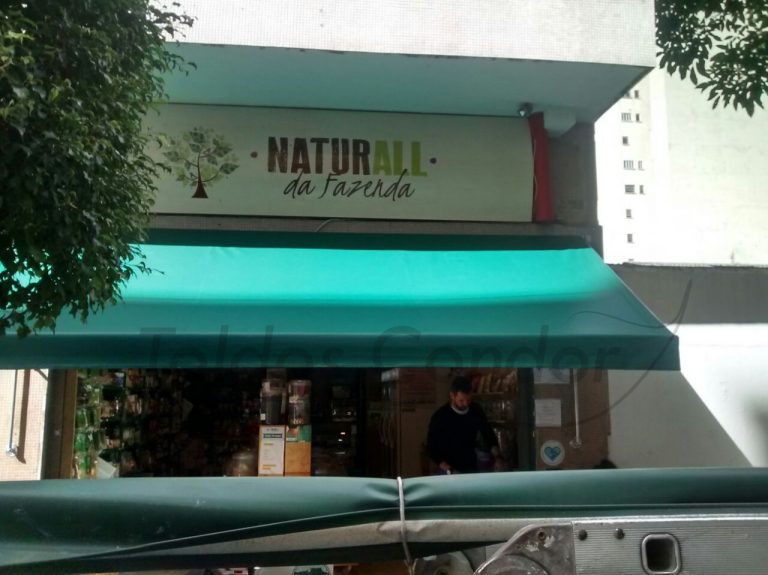 NATURALL
da Fazenda
Toldos Condor